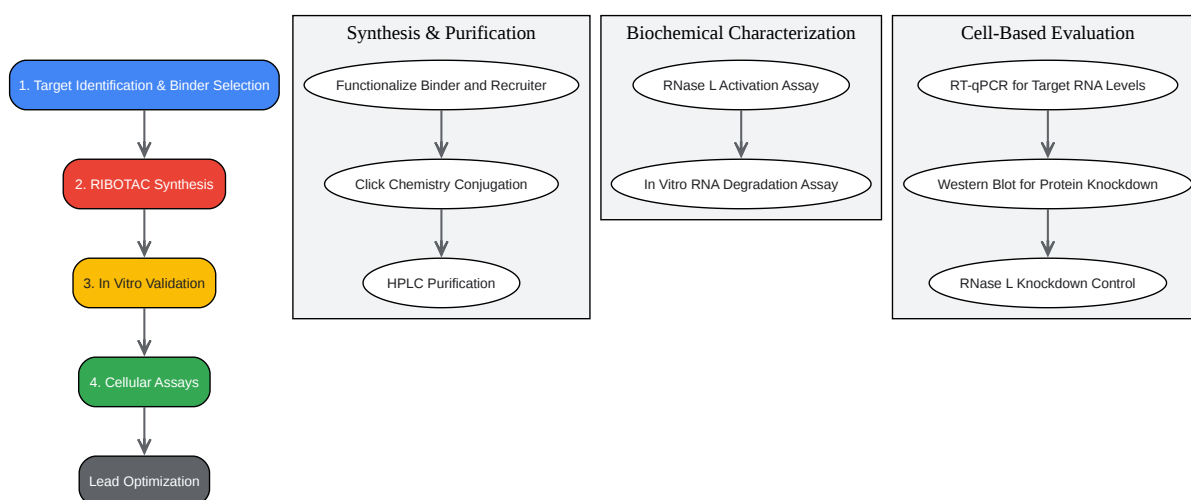 1. Target Identification & Binder Selection
2. RIBOTAC Synthesis
3. In Vitro Validation
4. Cellular Assays
Lead Optimization
Synthesis & Purification
Functionalize Binder and Recruiter
Click Chemistry Conjugation
HPLC Purification
Biochemical Characterization
RNase L Activation Assay
In Vitro RNA Degradation Assay
Cell-Based Evaluation
RT-qPCR for Target RNA Levels
Western Blot for Protein Knockdown
RNase L Knockdown Control